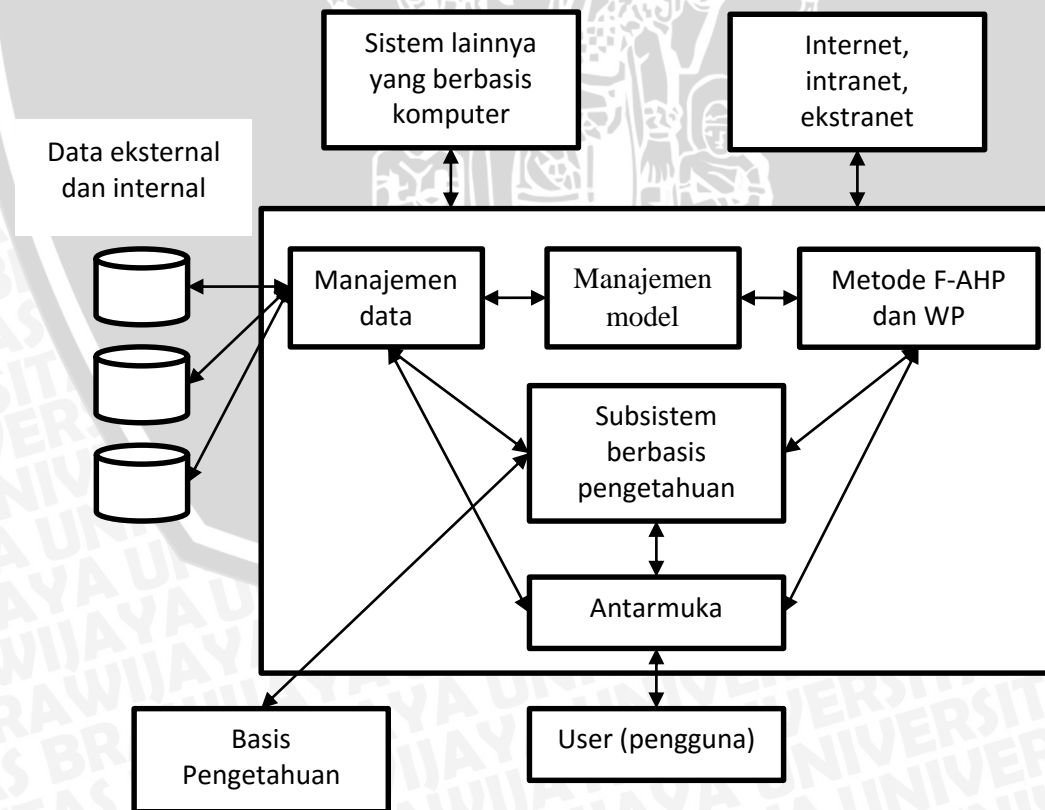 Sistem lainnya
yang berbasis
komputer
Internet,
intranet,
ekstranet
Data eksternal
dan internal
Manajemen
data
Manajemen
model
Metode F-AHP
dan WP
Subsistem
berbasis
pengetahuan
Antarmuka
Basis
Pengetahuan
User (pengguna)